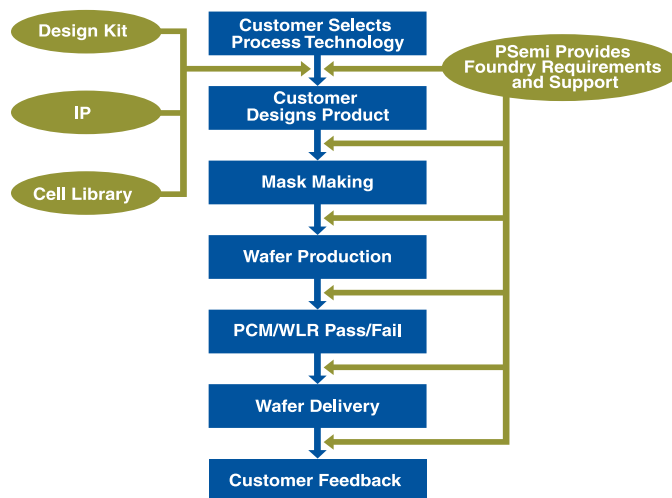 Design Kit
IP
Cell Library
Customer Selects
Process Technology
Customer
Designs Product
Mask Making
Wafer Production
PCM/WLR Pass/Fail
Wafer Delivery
Customer Feedback
PSemi Provides
Foundry Requirements
and Support